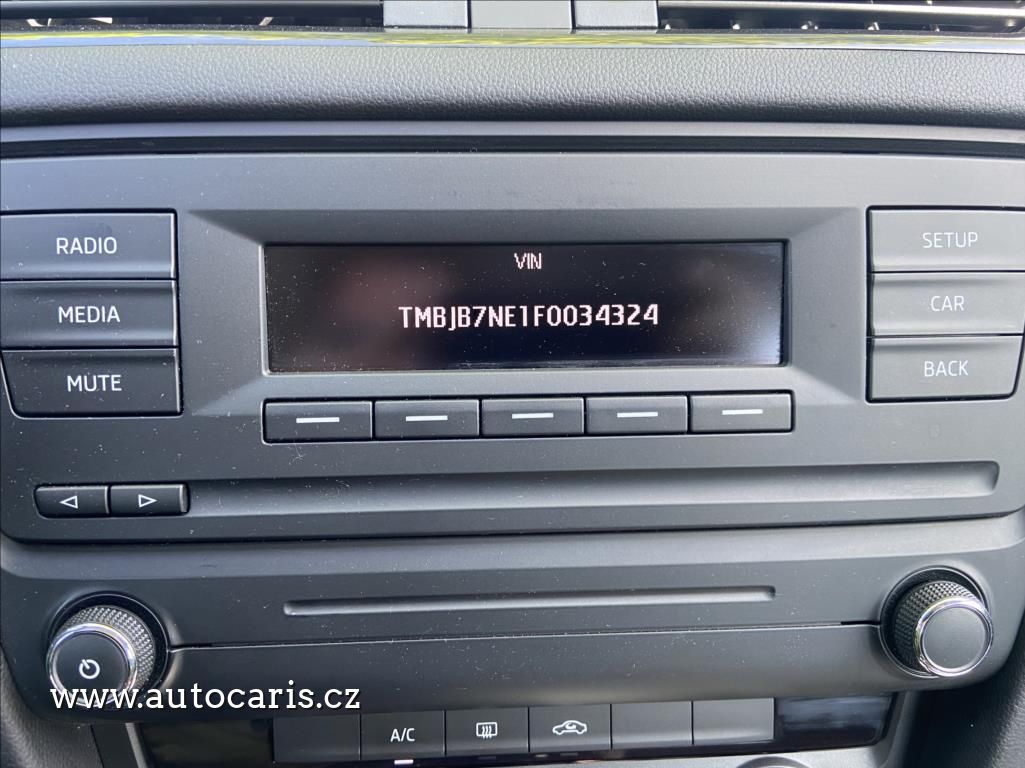 VIN
RADIO
SETUP
TMBJB7NE1F0034324
MEDIA
CAR
MUTE
BACK
www.autocaris.cz
A/C